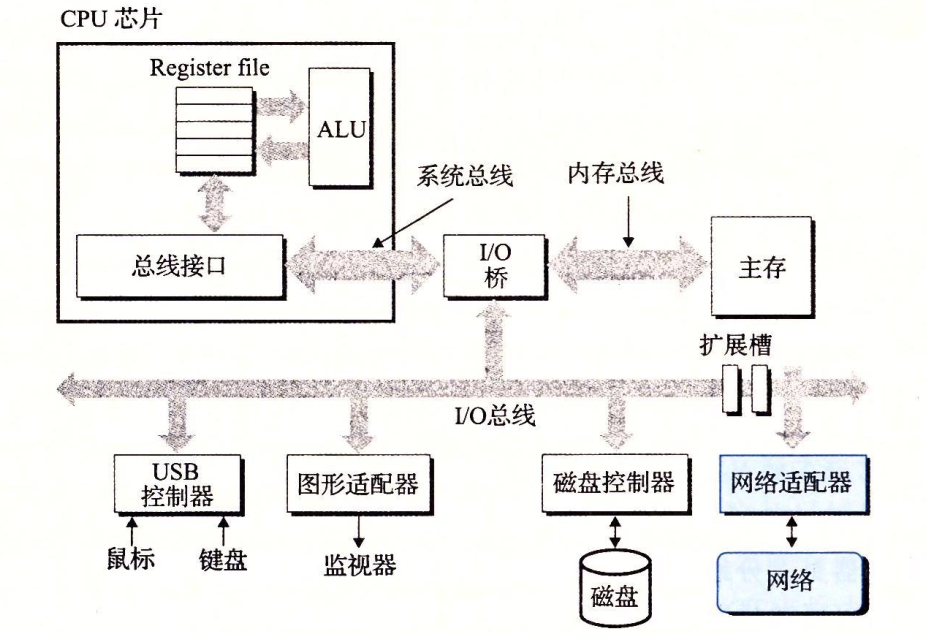 CPU 芯片
Register file
ALU
系统总线
内存总线
总线接口
I/O
桥
主存
扩展槽
I/O总线
USB
控制器
图形适配器
磁盘控制器
网络适配器
鼠标
键盘
监视器
磁盘
网络